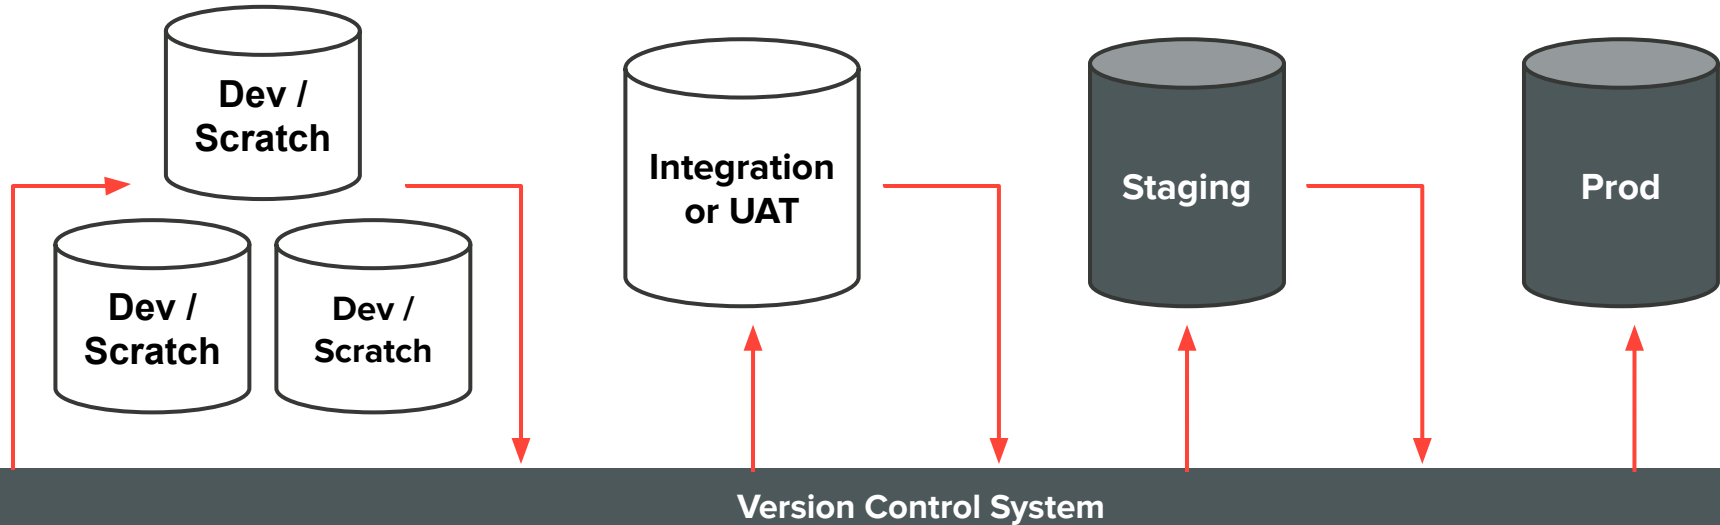 Dev /
Scratch
Dev /
Scratch
Dev /
Scratch
Integration
or UAT
Staging
Prod
Version Control System